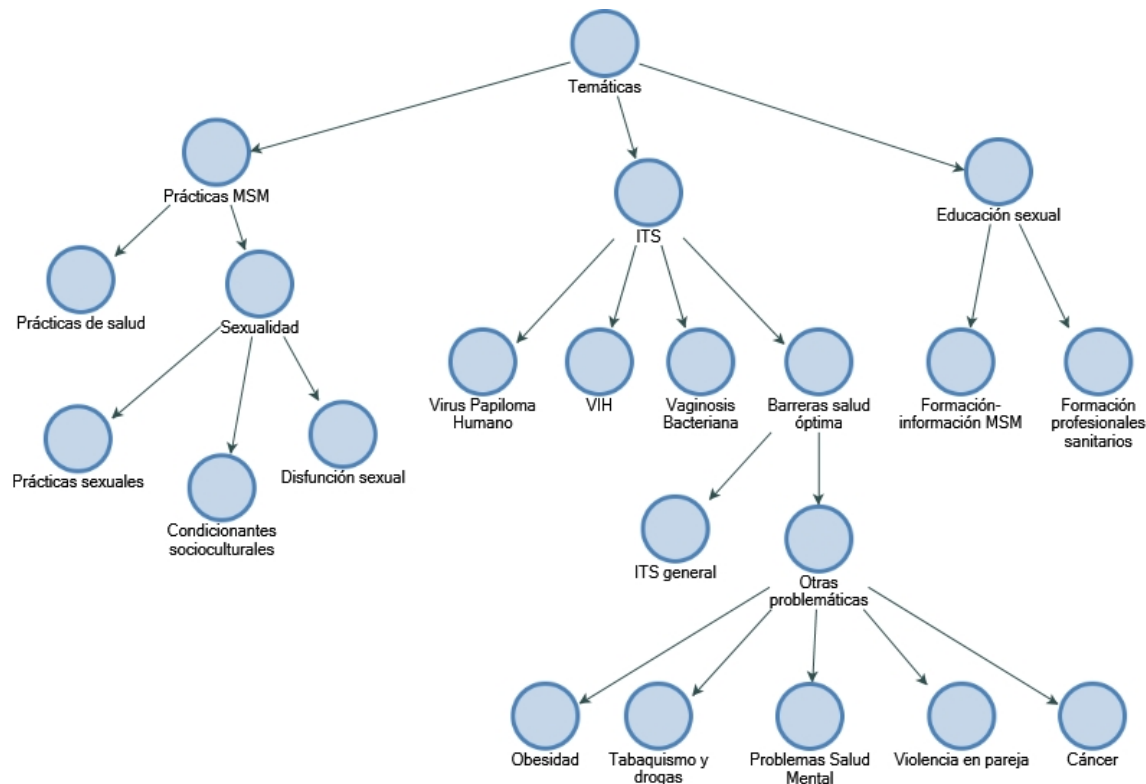 Temáticas
Prácticas MSM
ITS
Educación sexual
Prácticas de salud
Sexualidad
Virus Papiloma
Humano
VIH
Vaginosis
Bacteriana
Barreras salud
óptima
Formación-
información MSM
Formación
profesionales
sanitarios
Prácticas sexuales
Condicionantes
socioculturales
Disfunción sexual
ITS general
Otras
problemáticas
Obesidad
Tabaquismo y
drogas
Problemas Salud
Mental
Violencia en pareja
Cáncer